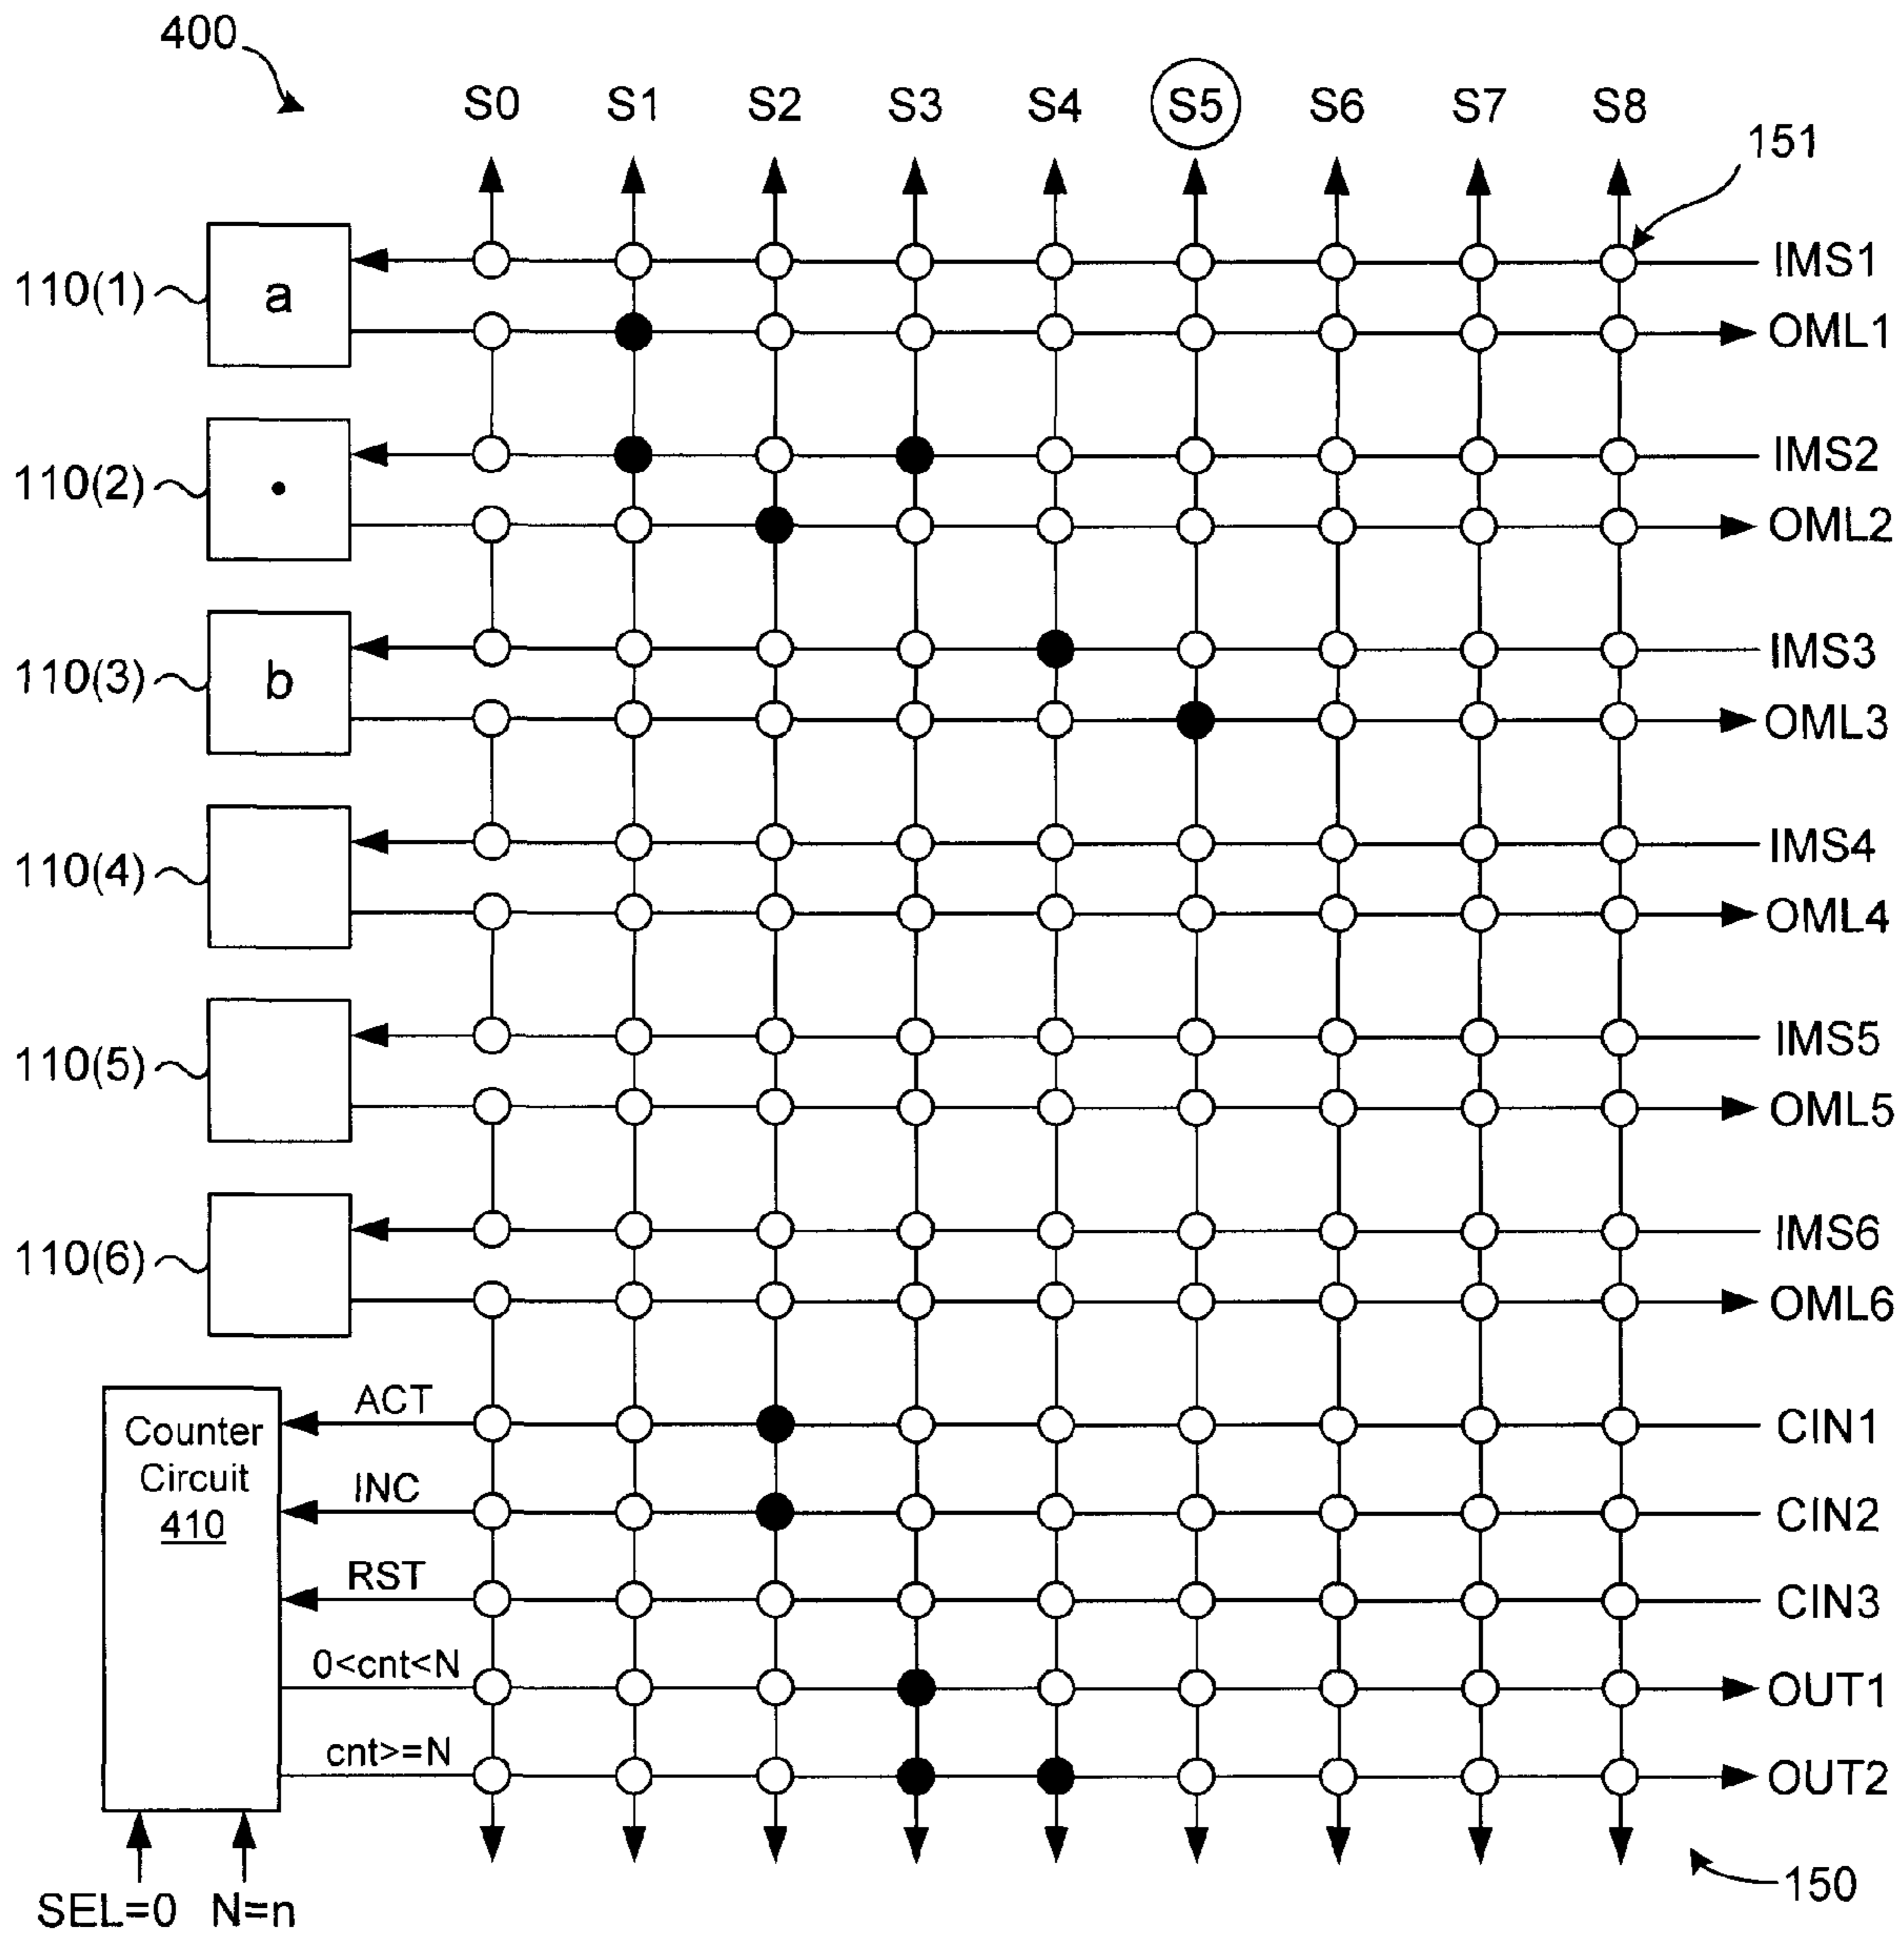 400
S0 S1 S2 S3 S4 S5 S6 S7 S8
151
110(1) a IMS1
OML1
110(2) • IMS2
OML2
110(3) b IMS3
OML3
110(4) IMS4
OML4
110(5) IMS5
OML5
110(6) IMS6
OML6
Counter
Circuit
410
ACT CIN1
INC CIN2
RST CIN3
0<cnt<N OUT1
cnt>=N OUT2
SEL=0 N=n
150